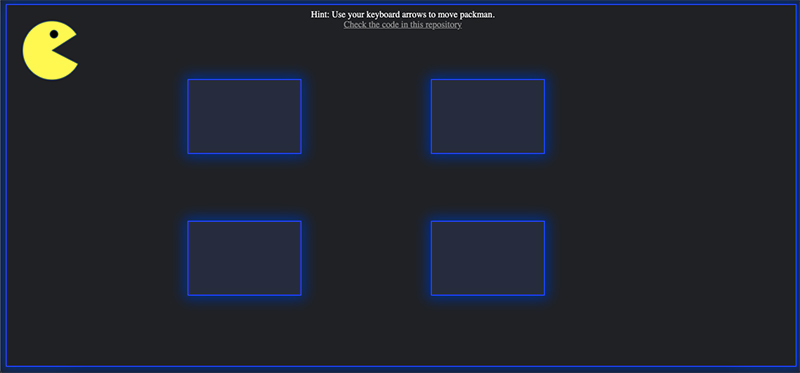 Hint: Use your keyboard arrows to move packman.
Check the code in this repository